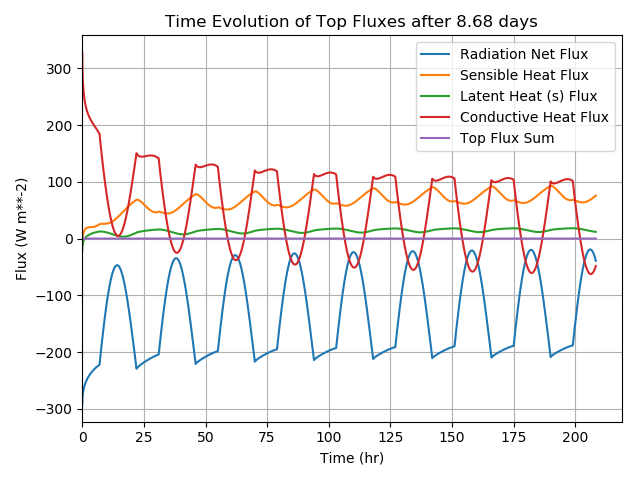 Time Evolution of Top Fluxes after 8.68 days
Flux (W m**-2)
300
200
100
0
−100
−200
−300
Radiation Net Flux
Sensible Heat Flux
Latent Heat (s) Flux
Conductive Heat Flux
Top Flux Sum
0 25 50 75 100 125 150 175 200
Time (hr)